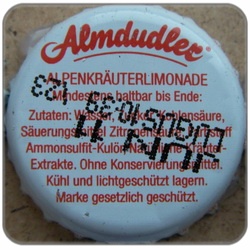 Almdudler
ALPENKRÄUTERLIMONADE
Mindestens haltbar bis Ende:
Zutaten: Wasser, Zucker, Kohlensäure,
Säuerungsmittel Zitronensäure, Farbstoff
Ammonsulfit-Kulör, Natürliche Kräuter-
Extrakte. Ohne Konservierungsmittel.
Kühl und lichtgeschützt lagern.
Marke gesetzlich geschützt.